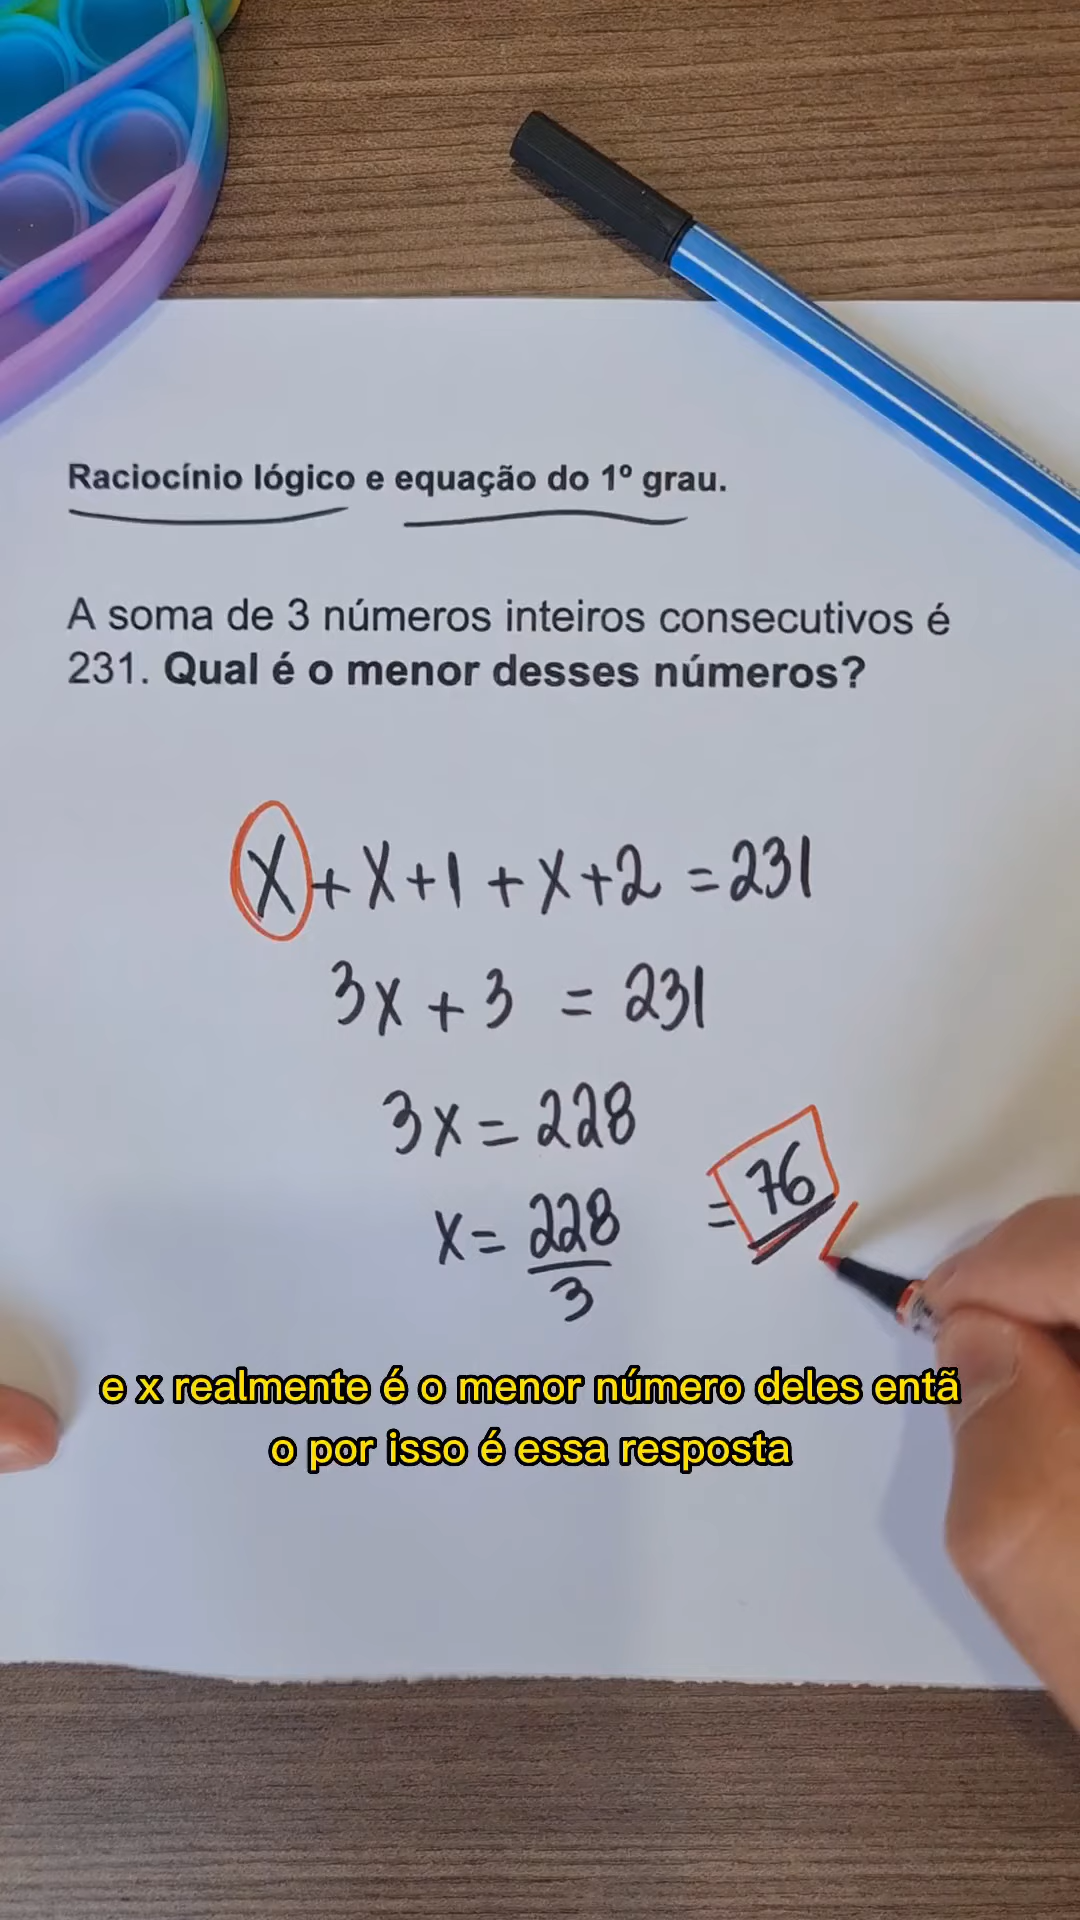 Raciocínio lógico e equação do 1º grau.
A soma de 3 números inteiros consecutivos é
231. Qual é o menor desses números?
x + x + 1 + x + 2 = 231
3x + 3 = 231
3x = 228
x = 228/3 = 76
e x realmente é o menor número deles entã
o por isso é essa resposta